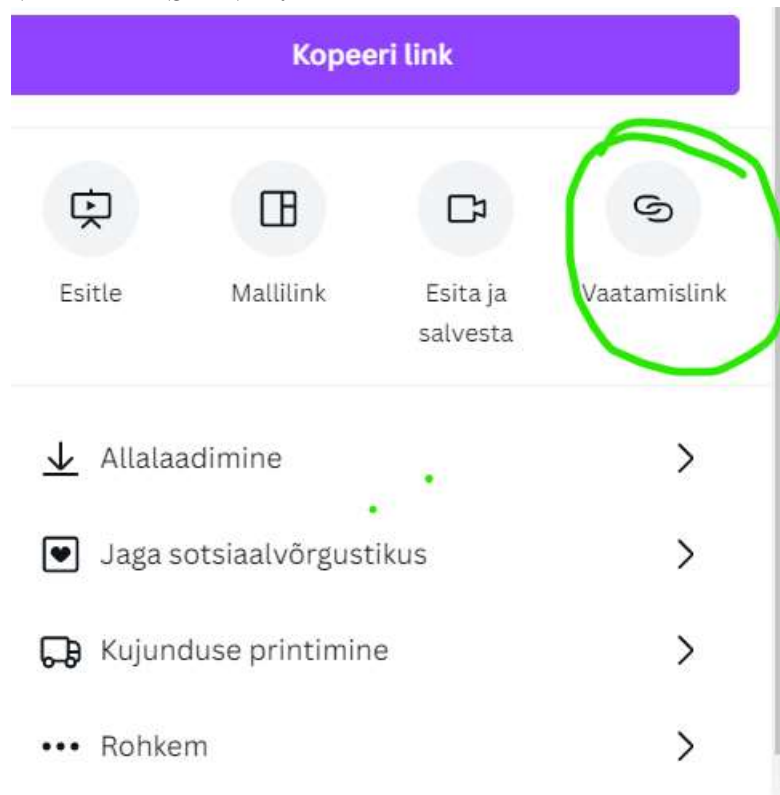 Kopeeri link
Esitle
Mallilink
Esita ja
salvesta
Vaatamislink
Allalaadimine
Jaga sotsiaalvõrgustikus
Kujunduse printimine
Rohkem